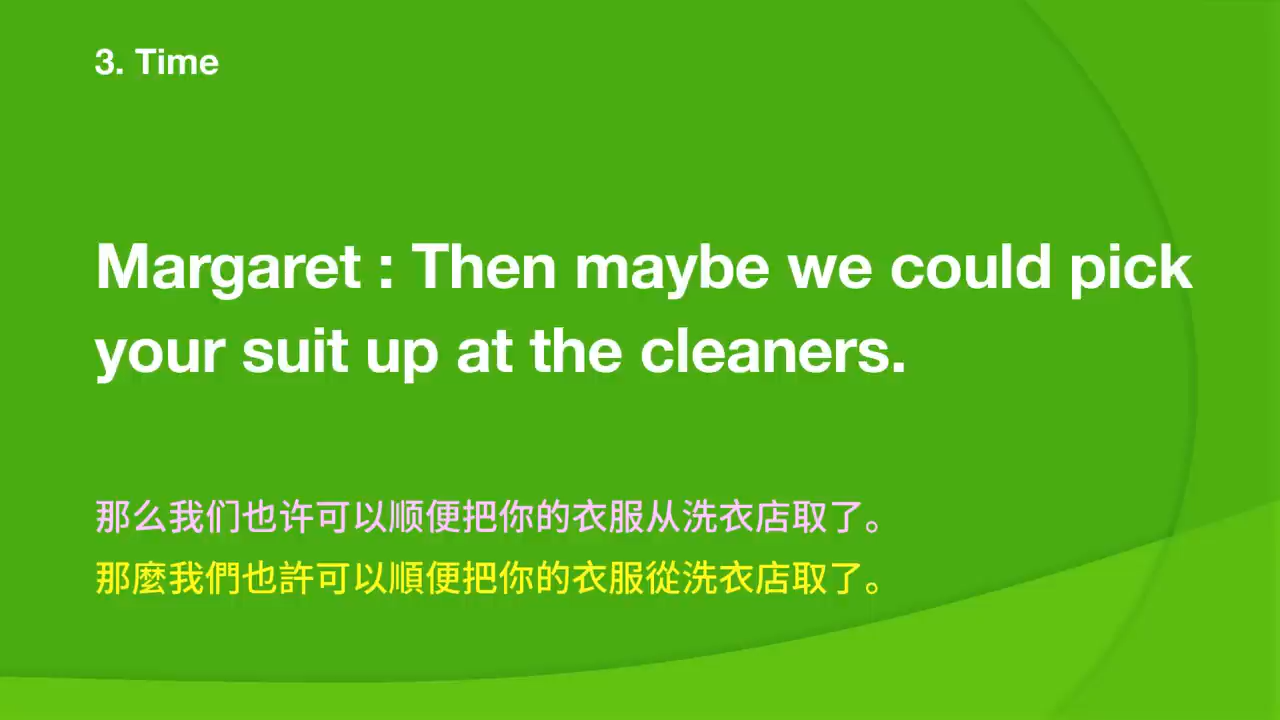 3. Time
Margaret : Then maybe we could pick
your suit up at the cleaners.
那么我们也许可以顺便把你的衣服从洗衣店取了。
那麼我們也許可以順便把你的衣服從洗衣店取了。